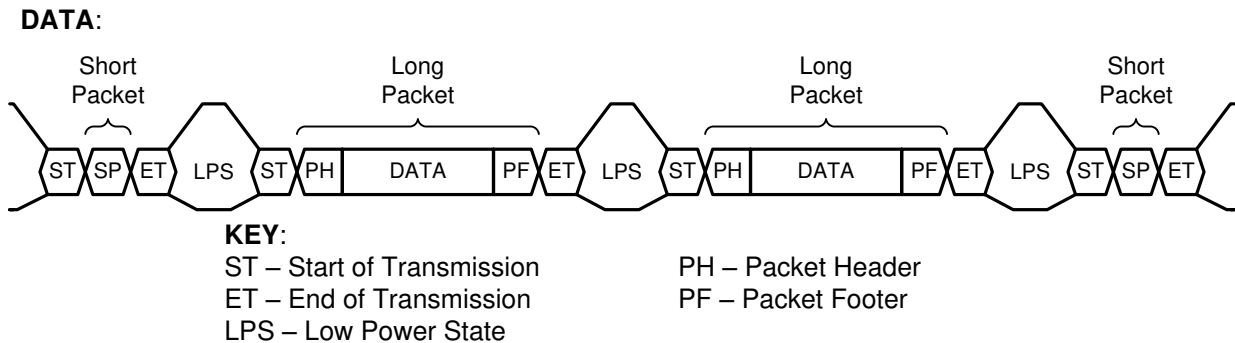 DATA:
Short Packet
Long Packet
Long Packet
Short Packet
ST SP ET LPS ST PH DATA PF ET LPS ST PH DATA PF ET LPS ST SP ET
KEY:
ST – Start of Transmission
PH – Packet Header
ET – End of Transmission
PF – Packet Footer
LPS – Low Power State